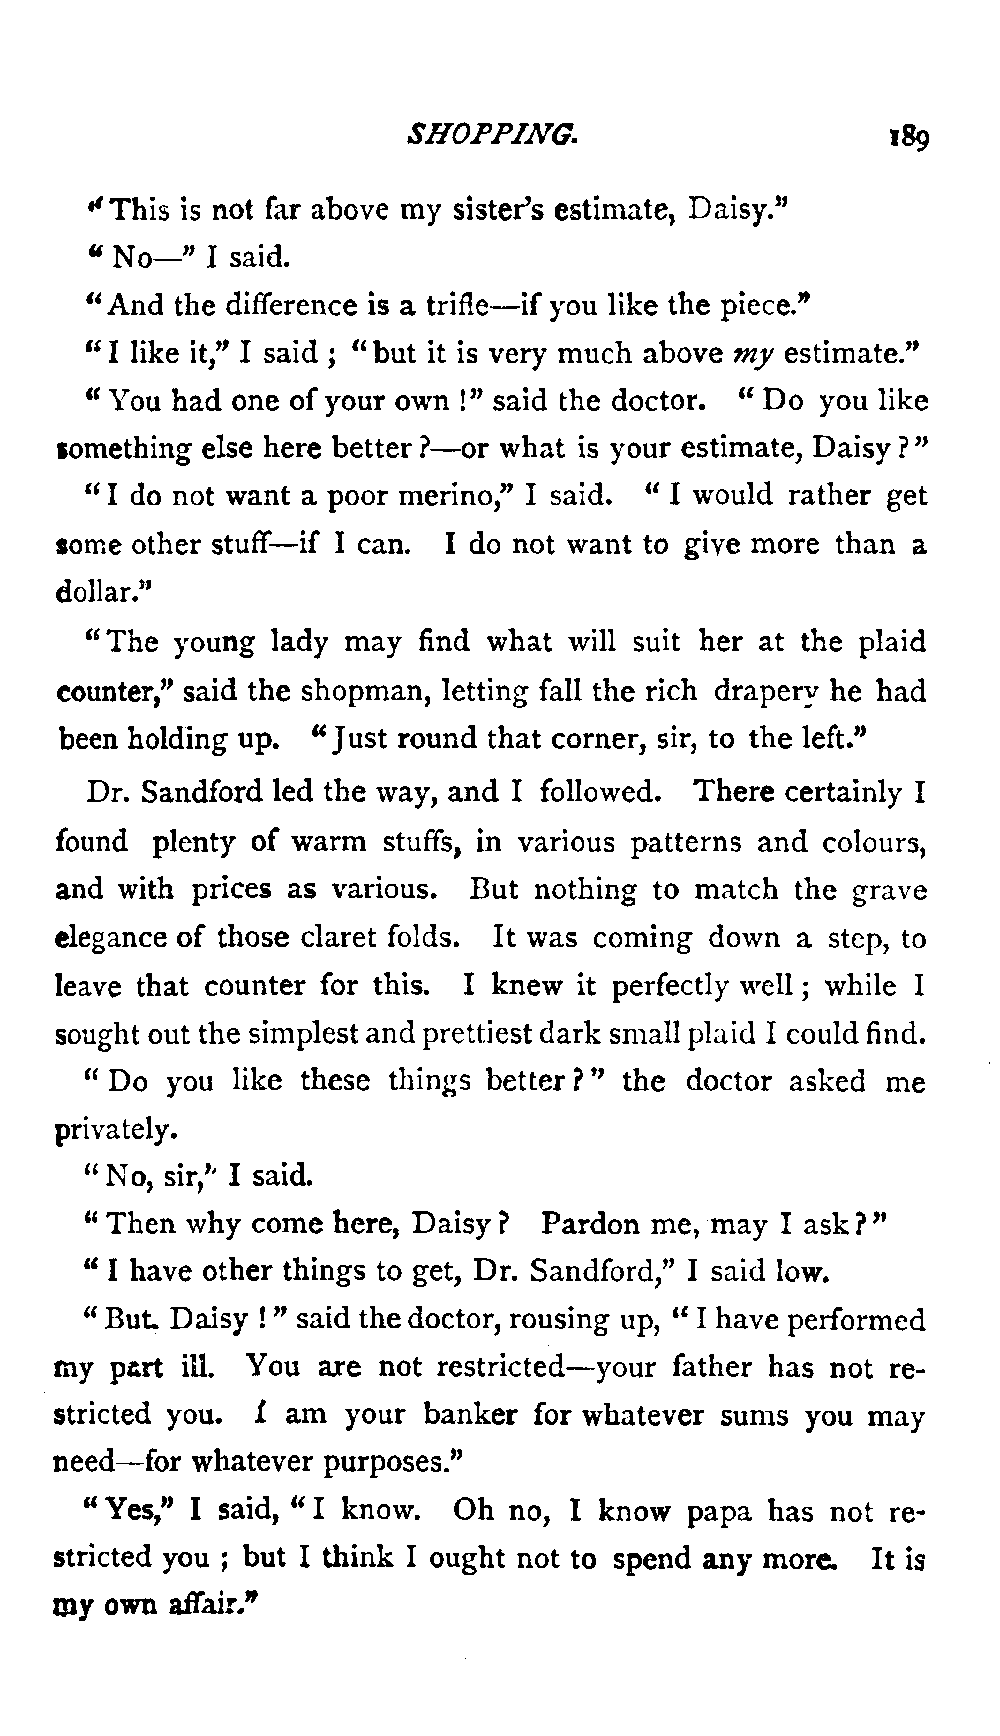 SHOPPING. 189
"This is not far above my sister's estimate, Daisy."
"No—" I said.
"And the difference is a trifle—if you like the piece."
"I like it," I said; "but it is very much above my estimate."
"You had one of your own!" said the doctor. "Do you like
something else here better?—or what is your estimate, Daisy?"
"I do not want a poor merino," I said. "I would rather get
some other stuff—if I can. I do not want to give more than a
dollar."
"The young lady may find what will suit her at the plaid
counter," said the shopman, letting fall the rich drapery he had
been holding up. "Just round that corner, sir, to the left."
Dr. Sandford led the way, and I followed. There certainly I
found plenty of warm stuffs, in various patterns and colours,
and with prices as various. But nothing to match the grave
elegance of those claret folds. It was coming down a step, to
leave that counter for this. I knew it perfectly well; while I
sought out the simplest and prettiest dark small plaid I could find.
"Do you like these things better?" the doctor asked me
privately.
"No, sir," I said.
"Then why come here, Daisy? Pardon me, may I ask?"
"I have other things to get, Dr. Sandford," I said low.
"But Daisy!" said the doctor, rousing up, "I have performed
my part ill. You are not restricted—your father has not re-
stricted you. I am your banker for whatever sums you may
need—for whatever purposes."
"Yes," I said, "I know. Oh no, I know papa has not re-
stricted you; but I think I ought not to spend any more. It is
my own affair."